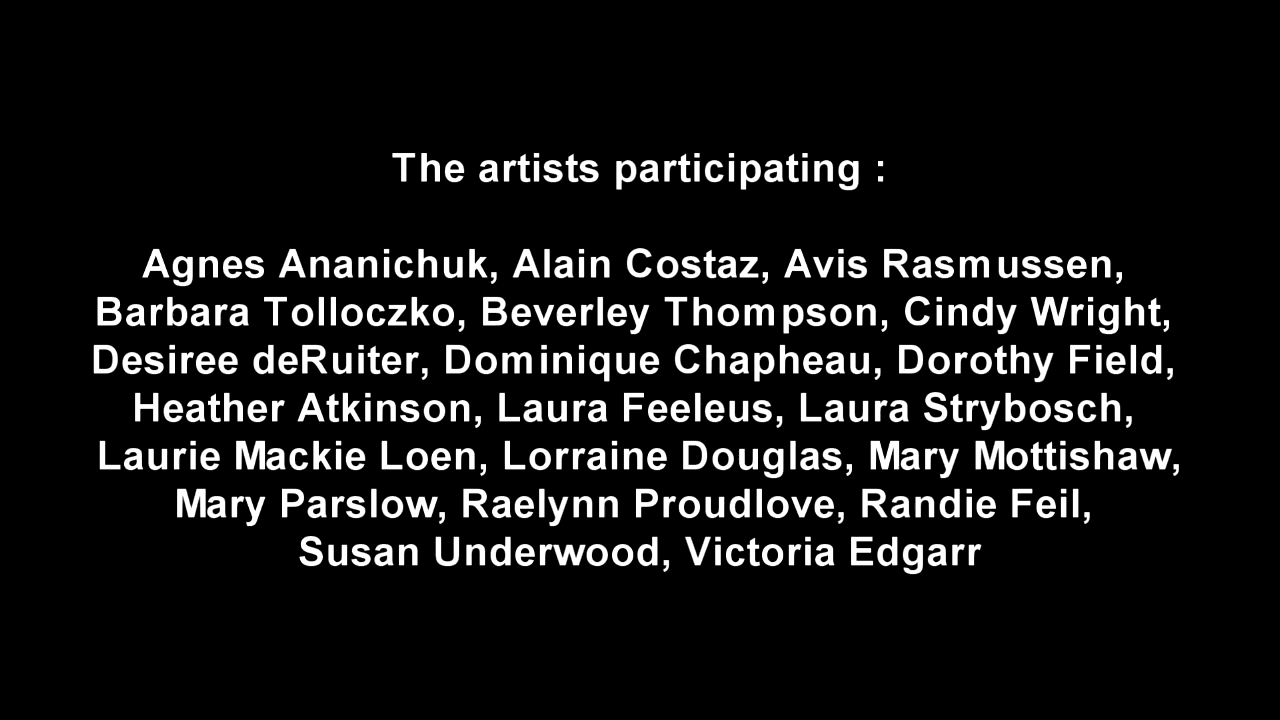 The artists participating :
Agnes Ananichuk, Alain Costaz, Avis Rasmussen,
Barbara Tolloczko, Beverley Thompson, Cindy Wright,
Desiree deRuiter, Dominique Chapheau, Dorothy Field,
Heather Atkinson, Laura Feeleus, Laura Strybosch,
Laurie Mackie Loen, Lorraine Douglas, Mary Mottishaw,
Mary Parslow, Raelynn Proudlove, Randie Feil,
Susan Underwood, Victoria Edgarr